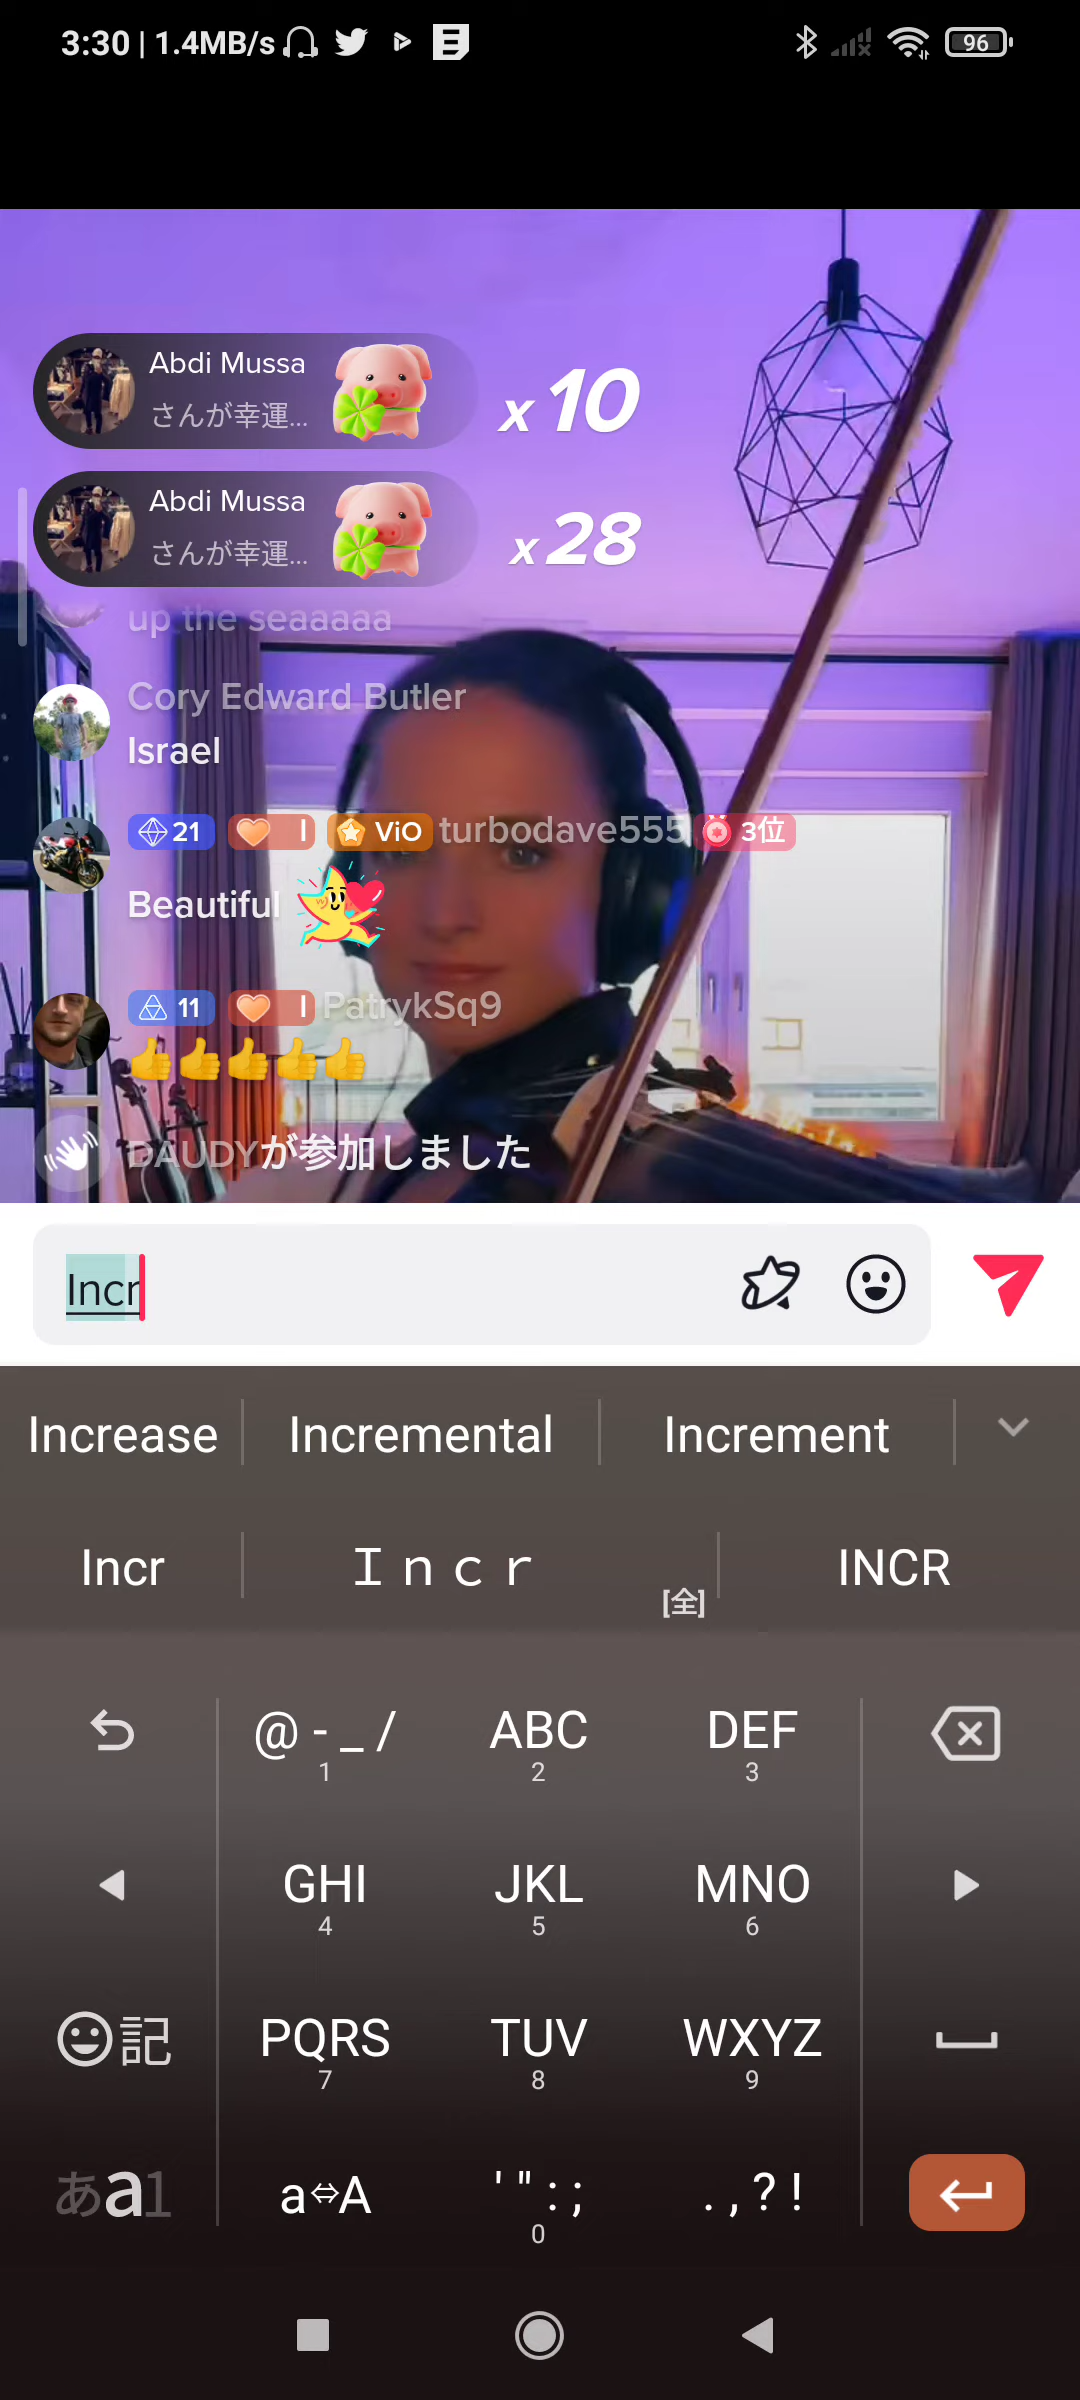 3:30 | 1.4MB/s
96
Abdi Mussa
さんが幸運...
x 10
Abdi Mussa
さんが幸運...
x 28
up the seaaaaa
Cory Edward Butler
Israel
21 I ViO turbodave555 3位
Beautiful
11 I PatrykSq9
DAUDYが参加しました
Incr
Increase Incremental Increment
Incr Ｉｎｃｒ [全] INCR
@-_/ ABC DEF
1 2 3
GHI JKL MNO
4 5 6
記 PQRS TUV WXYZ
7 8 9
あa1 a⇔A '":; .,?!
0